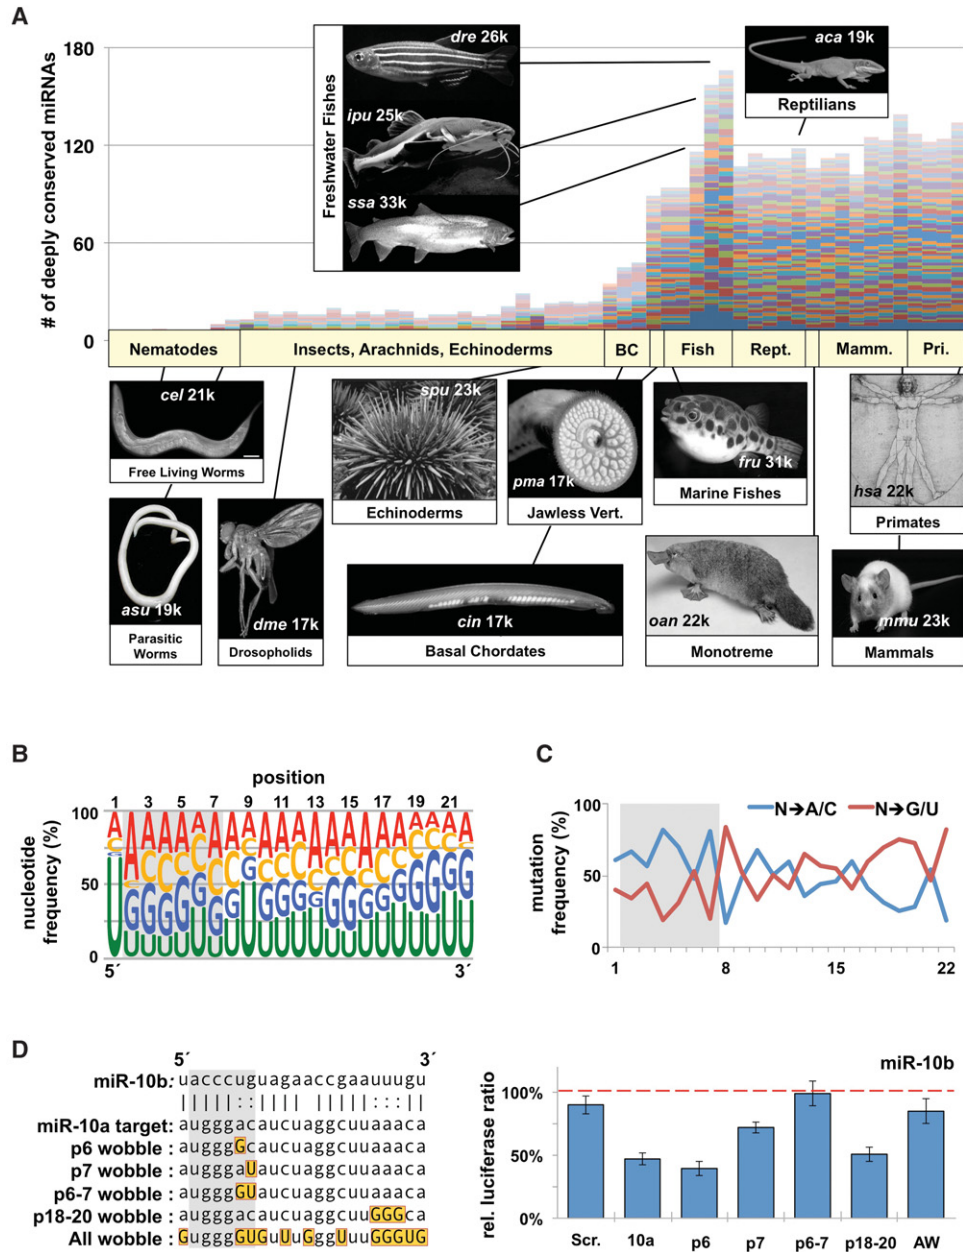 A
# of deeply conserved miRNAs
180
120
60
0
Freshwater Fishes
dre 26k
ipu 25k
ssa 33k
aca 19k
Reptilians
Nematodes
Insects, Arachnids, Echinoderms
BC
Fish
Rept.
Mamm.
Pri.
cel 21k
Free Living Worms
asu 19k
Parasitic
Worms
dme 17k
Drosopholids
spu 23k
Echinoderms
pma 17k
Jawless Vert.
cin 17k
Basal Chordates
fru 31k
Marine Fishes
oan 22k
Monotreme
hsa 22k
Primates
mmu 23k
Mammals
B
position
1 3 5 7 9 11 13 15 17 19 21
nucleotide
frequency (%)
100
50
0
5´ 3´
C
N→A/C N→G/U
mutation
frequency (%)
100
50
0
1 8 15 22
D
5´ 3´
miR-10b: uacccuguagaaccgaauuugu
miR-10a target: augggacaucuaggcuuaaaca
p6 wobble : augggGcaucuaggcuuaaaca
p7 wobble : augggaUaucuaggcuuaaaca
p6-7 wobble : augggGUaucuaggcuuaaaca
p18-20 wobble : augggacaucuaggcuuGGGca
All wobble : GugggGUGuUuGgguUuGGGUG
miR-10b
rel. luciferase ratio
100%
50%
0%
Scr. 10a p6 p7 p6-7 p18-20 AW